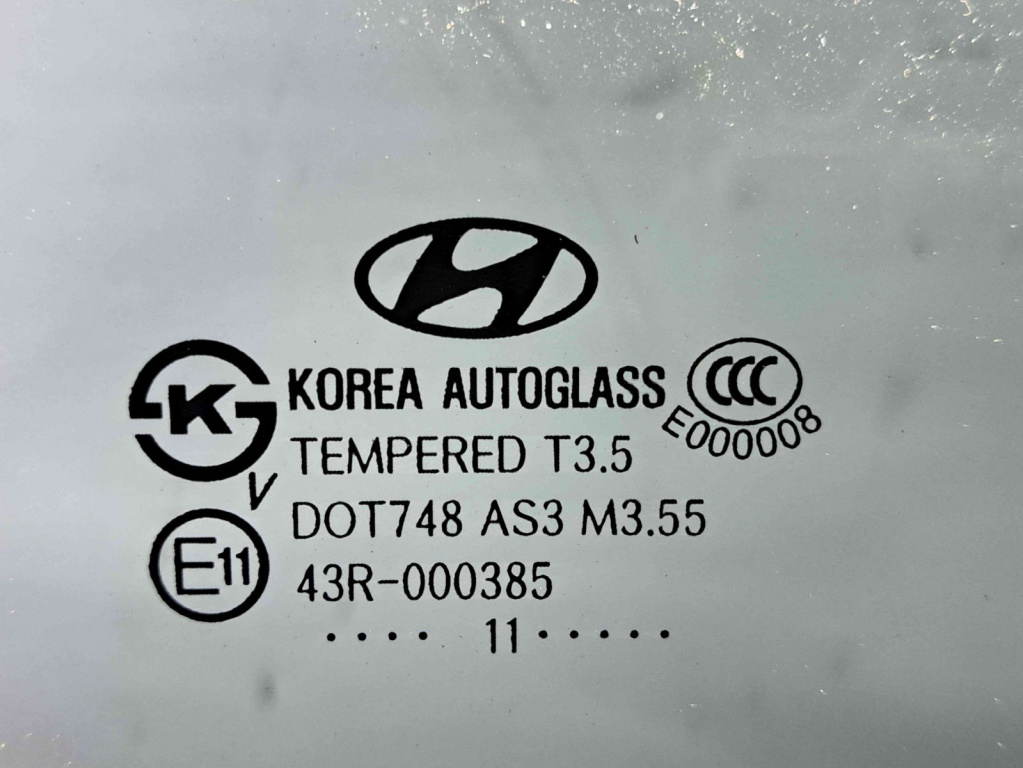 K KOREA AUTOGLASS CCC
E000008
TEMPERED T3.5
V
DOT748 AS3 M3.55
E11 43R-000385
.... 11.....